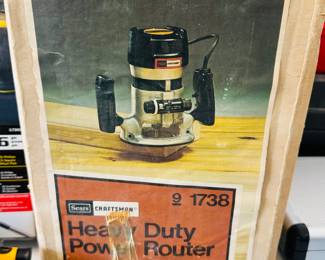 9 1738
Sears
CRAFTSMAN
Heavy Duty
Power Router